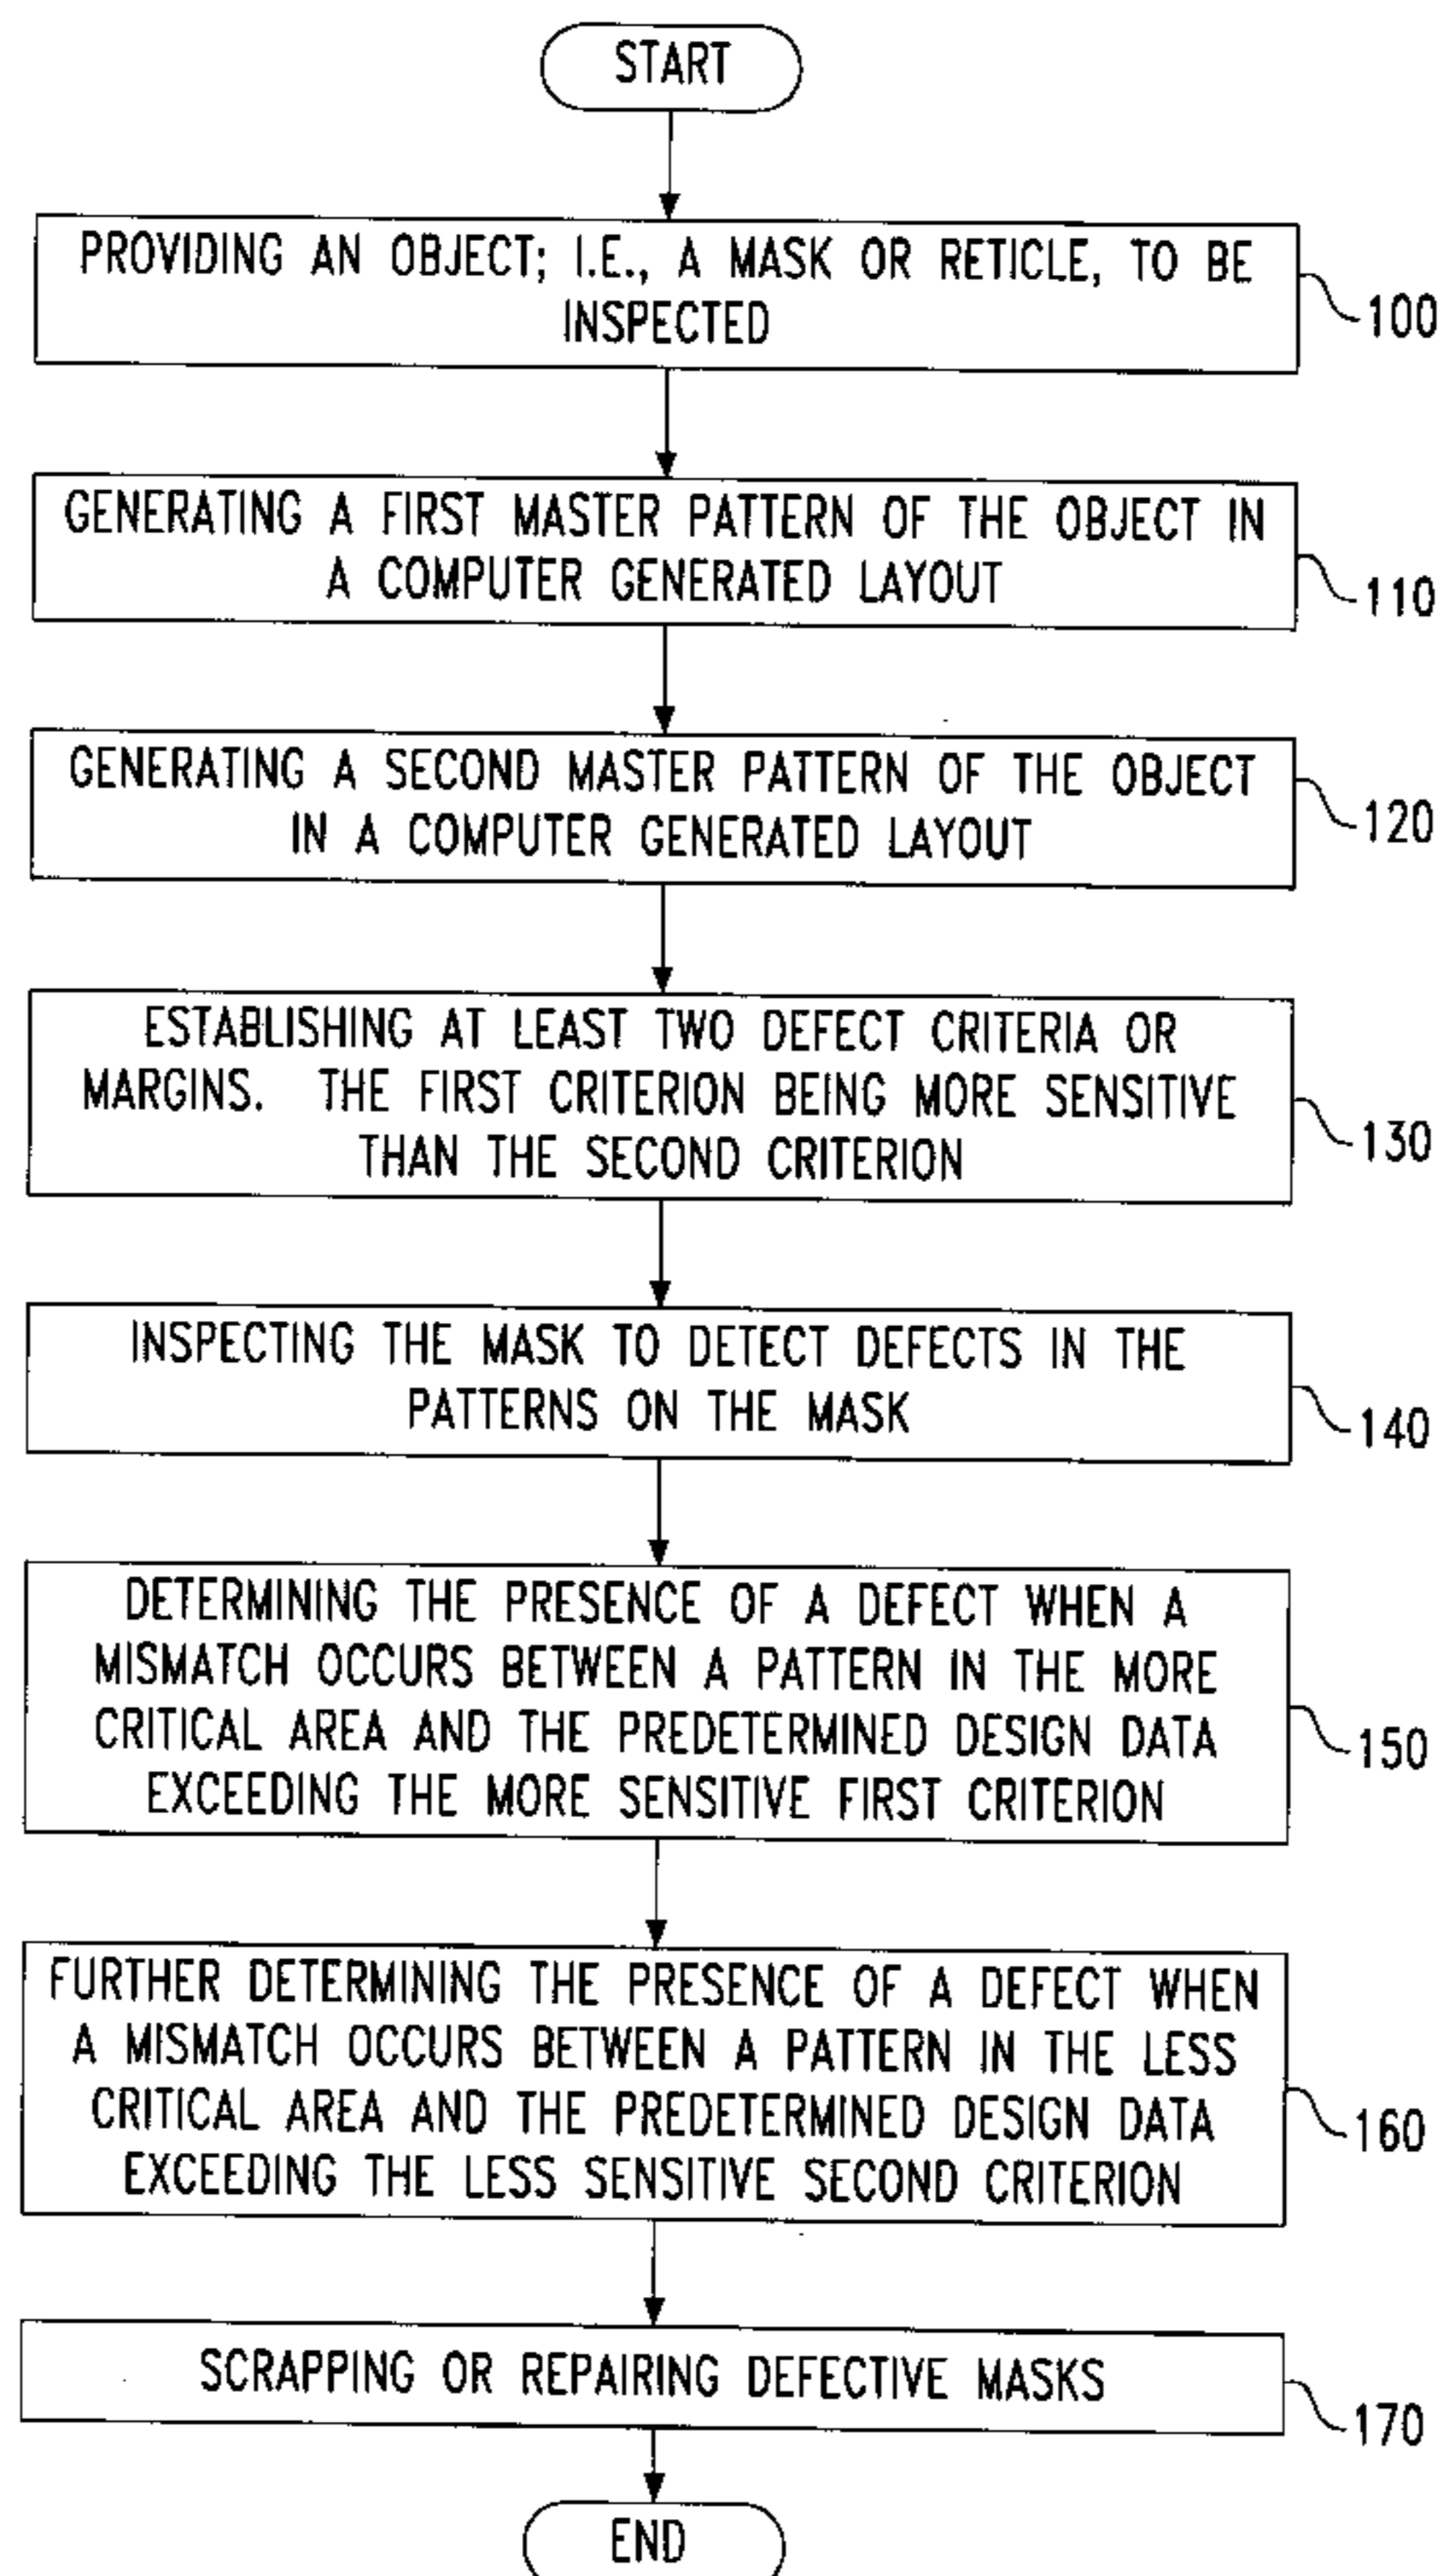 START
PROVIDING AN OBJECT; I.E., A MASK OR RETICLE, TO BE
INSPECTED
100
GENERATING A FIRST MASTER PATTERN OF THE OBJECT IN
A COMPUTER GENERATED LAYOUT
110
GENERATING A SECOND MASTER PATTERN OF THE OBJECT
IN A COMPUTER GENERATED LAYOUT
120
ESTABLISHING AT LEAST TWO DEFECT CRITERIA OR
MARGINS. THE FIRST CRITERION BEING MORE SENSITIVE
THAN THE SECOND CRITERION
130
INSPECTING THE MASK TO DETECT DEFECTS IN THE
PATTERNS ON THE MASK
140
DETERMINING THE PRESENCE OF A DEFECT WHEN A
MISMATCH OCCURS BETWEEN A PATTERN IN THE MORE
CRITICAL AREA AND THE PREDETERMINED DESIGN DATA
EXCEEDING THE MORE SENSITIVE FIRST CRITERION
150
FURTHER DETERMINING THE PRESENCE OF A DEFECT WHEN
A MISMATCH OCCURS BETWEEN A PATTERN IN THE LESS
CRITICAL AREA AND THE PREDETERMINED DESIGN DATA
EXCEEDING THE LESS SENSITIVE SECOND CRITERION
160
SCRAPPING OR REPAIRING DEFECTIVE MASKS
170
END